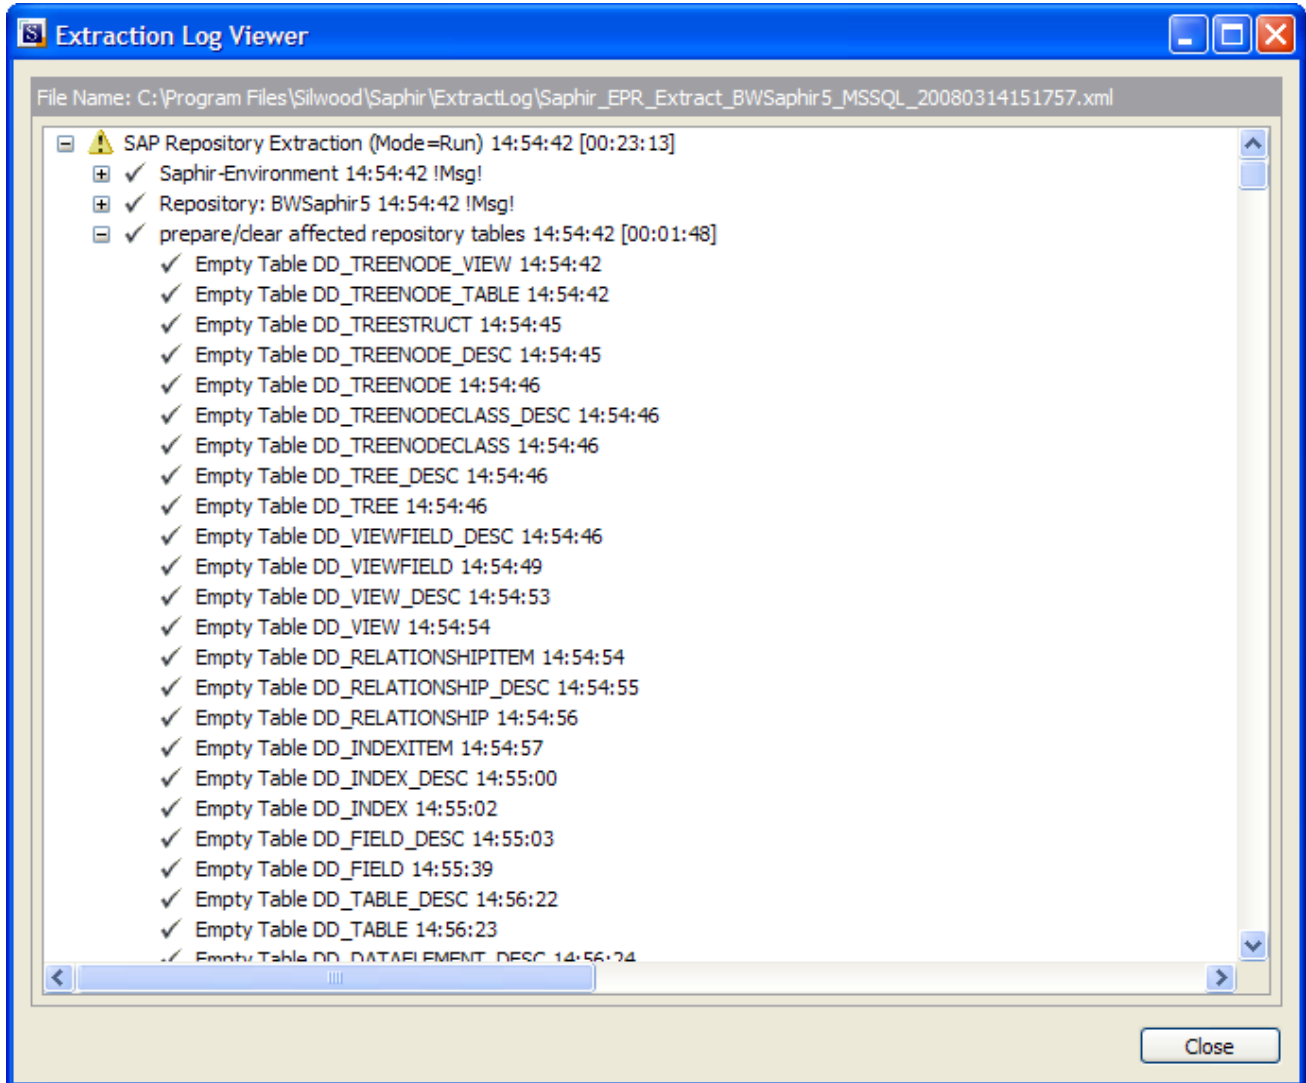 Extraction Log Viewer
File Name: C:\Program Files\Silwood\Saphir\ExtractLog\Saphir_EPR_Extract_BWSaphir5_MSSQL_20080314151757.xml
SAP Repository Extraction (Mode=Run) 14:54:42 [00:23:13]
Saphir-Environment 14:54:42 !Msg!
Repository: BWSaphir5 14:54:42 !Msg!
prepare/clear affected repository tables 14:54:42 [00:01:48]
Empty Table DD_TREENODE_VIEW 14:54:42
Empty Table DD_TREENODE_TABLE 14:54:42
Empty Table DD_TREESTRUCT 14:54:45
Empty Table DD_TREENODE_DESC 14:54:45
Empty Table DD_TREENODE 14:54:46
Empty Table DD_TREENODECLASS_DESC 14:54:46
Empty Table DD_TREENODECLASS 14:54:46
Empty Table DD_TREE_DESC 14:54:46
Empty Table DD_TREE 14:54:46
Empty Table DD_VIEWFIELD_DESC 14:54:46
Empty Table DD_VIEWFIELD 14:54:49
Empty Table DD_VIEW_DESC 14:54:53
Empty Table DD_VIEW 14:54:54
Empty Table DD_RELATIONSHIPITEM 14:54:54
Empty Table DD_RELATIONSHIP_DESC 14:54:55
Empty Table DD_RELATIONSHIP 14:54:56
Empty Table DD_INDEXITEM 14:54:57
Empty Table DD_INDEX_DESC 14:55:00
Empty Table DD_INDEX 14:55:02
Empty Table DD_FIELD_DESC 14:55:03
Empty Table DD_FIELD 14:55:39
Empty Table DD_TABLE_DESC 14:56:22
Empty Table DD_TABLE 14:56:23
Empty Table DD_DATAELEMENT_DESC 14:56:24
Close